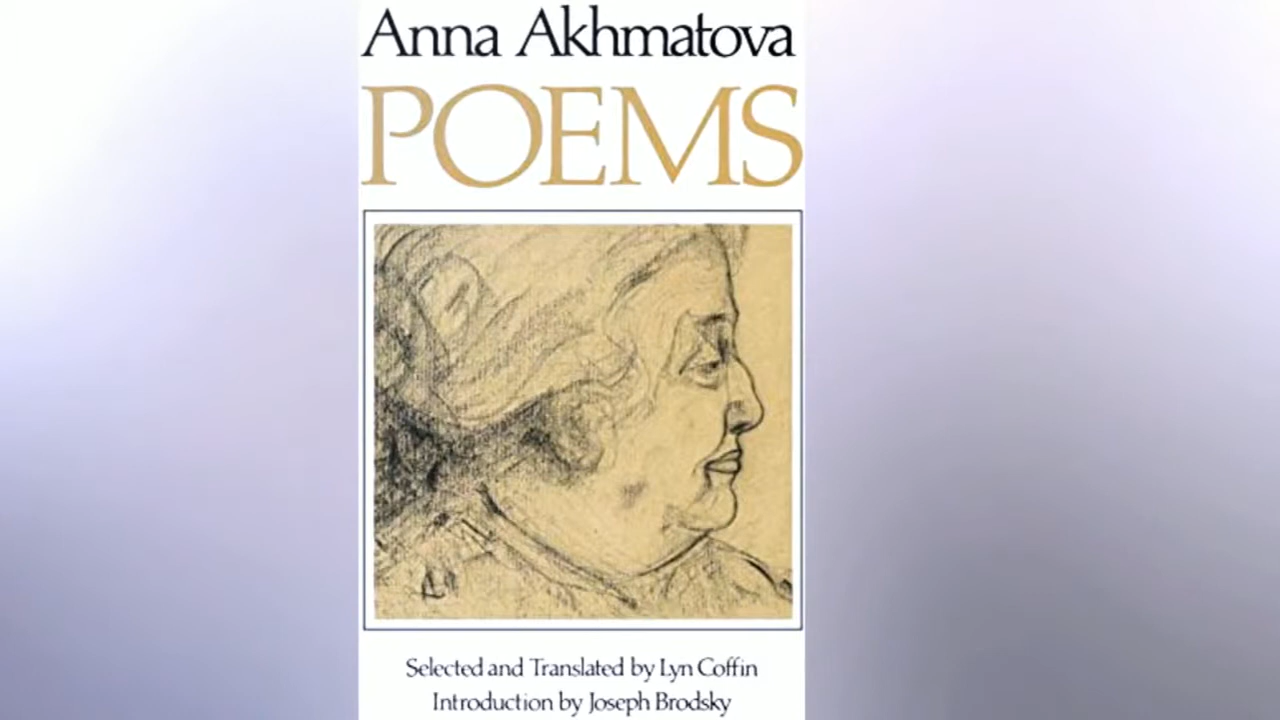 Anna Akhmatova
POEMS
Selected and Translated by Lyn Coffin
Introduction by Joseph Brodsky